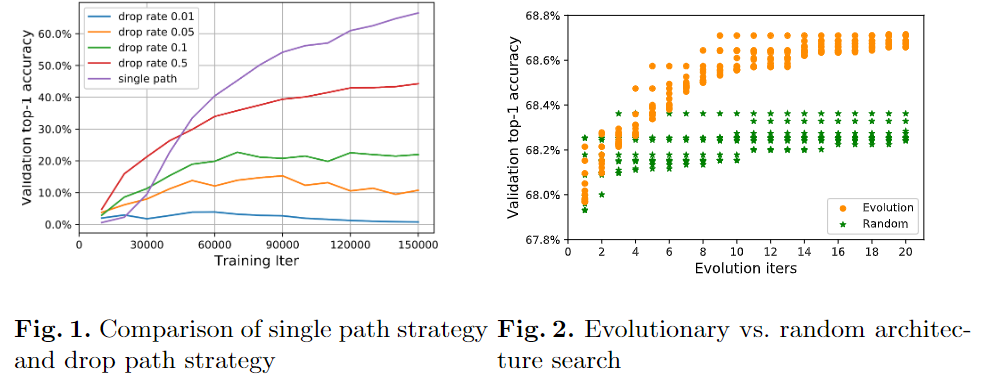 drop rate 0.01
drop rate 0.05
drop rate 0.1
drop rate 0.5
single path
60.0%
50.0%
40.0%
30.0%
20.0%
10.0%
0.0%
Validation top-1 accuracy
0 30000 60000 90000 120000 150000
Training Iter
68.8%
68.6%
68.4%
68.2%
68.0%
67.8%
Validation top-1 accuracy
Evolution
Random
0 2 4 6 8 10 12 14 16 18 20
Evolution iters
Fig. 1. Comparison of single path strategy
and drop path strategy
Fig. 2. Evolutionary vs. random architec-
ture search